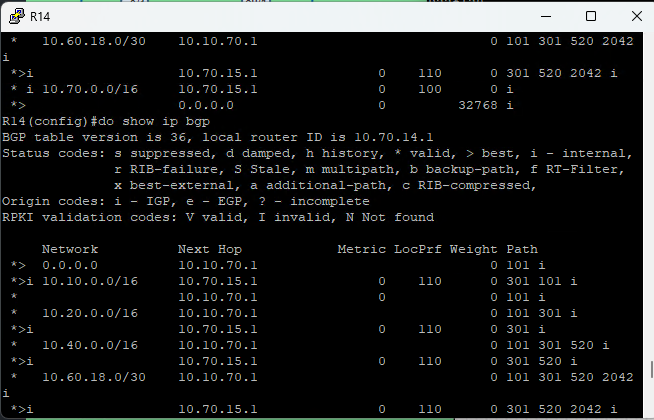 R14
 *   10.60.18.0/30    10.10.70.1                             0 101 301 520 2042
i
 *>i                  10.70.15.1               0    110      0 301 520 2042 i
 * i 10.70.0.0/16     10.70.15.1               0    100      0 i
 *>                   0.0.0.0                  0         32768 i
R14(config)#do show ip bgp
BGP table version is 36, local router ID is 10.70.14.1
Status codes: s suppressed, d damped, h history, * valid, > best, i - internal,
              r RIB-failure, S Stale, m multipath, b backup-path, f RT-Filter,
              x best-external, a additional-path, c RIB-compressed,
Origin codes: i - IGP, e - EGP, ? - incomplete
RPKI validation codes: V valid, I invalid, N Not found

     Network          Next Hop            Metric LocPrf Weight Path
 *>  0.0.0.0          10.10.70.1                             0 101 i
 *>i 10.10.0.0/16     10.70.15.1               0    110      0 301 101 i
 *                    10.10.70.1               0             0 101 i
 *   10.20.0.0/16     10.10.70.1                             0 101 301 i
 *>i                  10.70.15.1               0    110      0 301 i
 *   10.40.0.0/16     10.10.70.1                             0 101 301 520 i
 *>i                  10.70.15.1               0    110      0 301 520 i
 *   10.60.18.0/30    10.10.70.1                             0 101 301 520 2042
i
 *>i                  10.70.15.1               0    110      0 301 520 2042 i